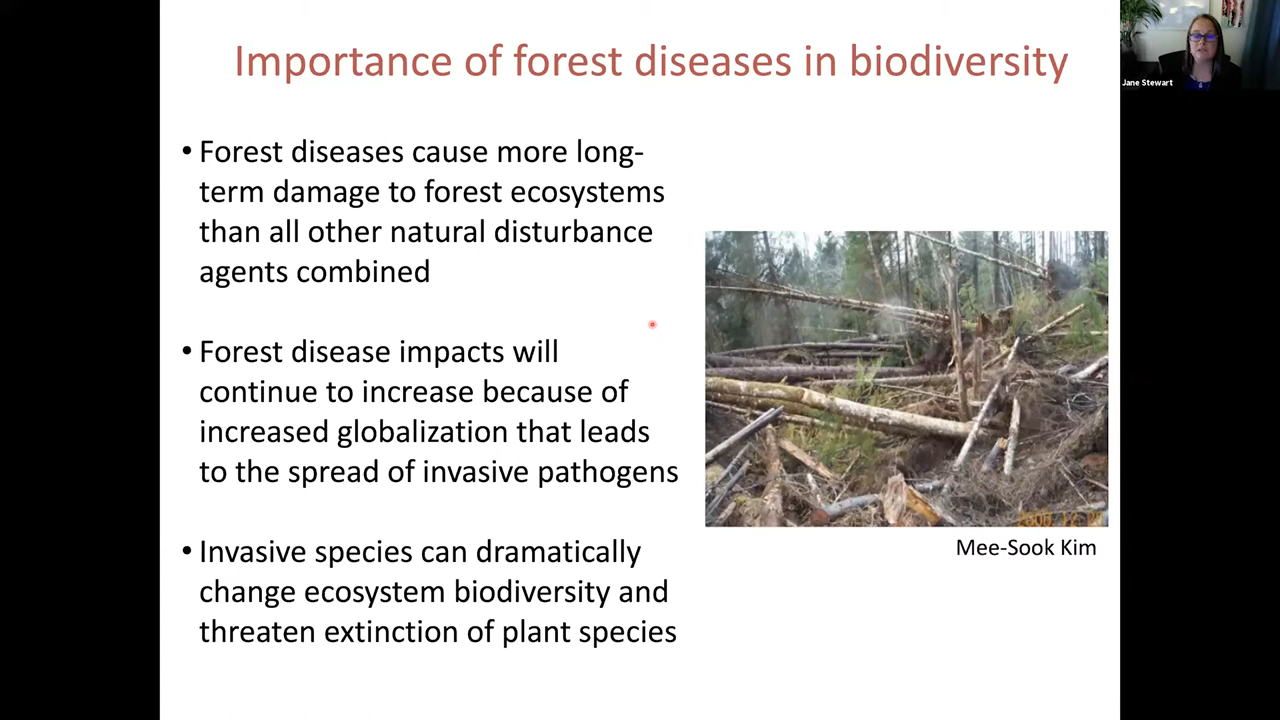 Importance of forest diseases in biodiversity
Jane Stewart
• Forest diseases cause more long-
term damage to forest ecosystems
than all other natural disturbance
agents combined
• Forest disease impacts will
continue to increase because of
increased globalization that leads
to the spread of invasive pathogens
• Invasive species can dramatically
change ecosystem biodiversity and
threaten extinction of plant species
Mee-Sook Kim